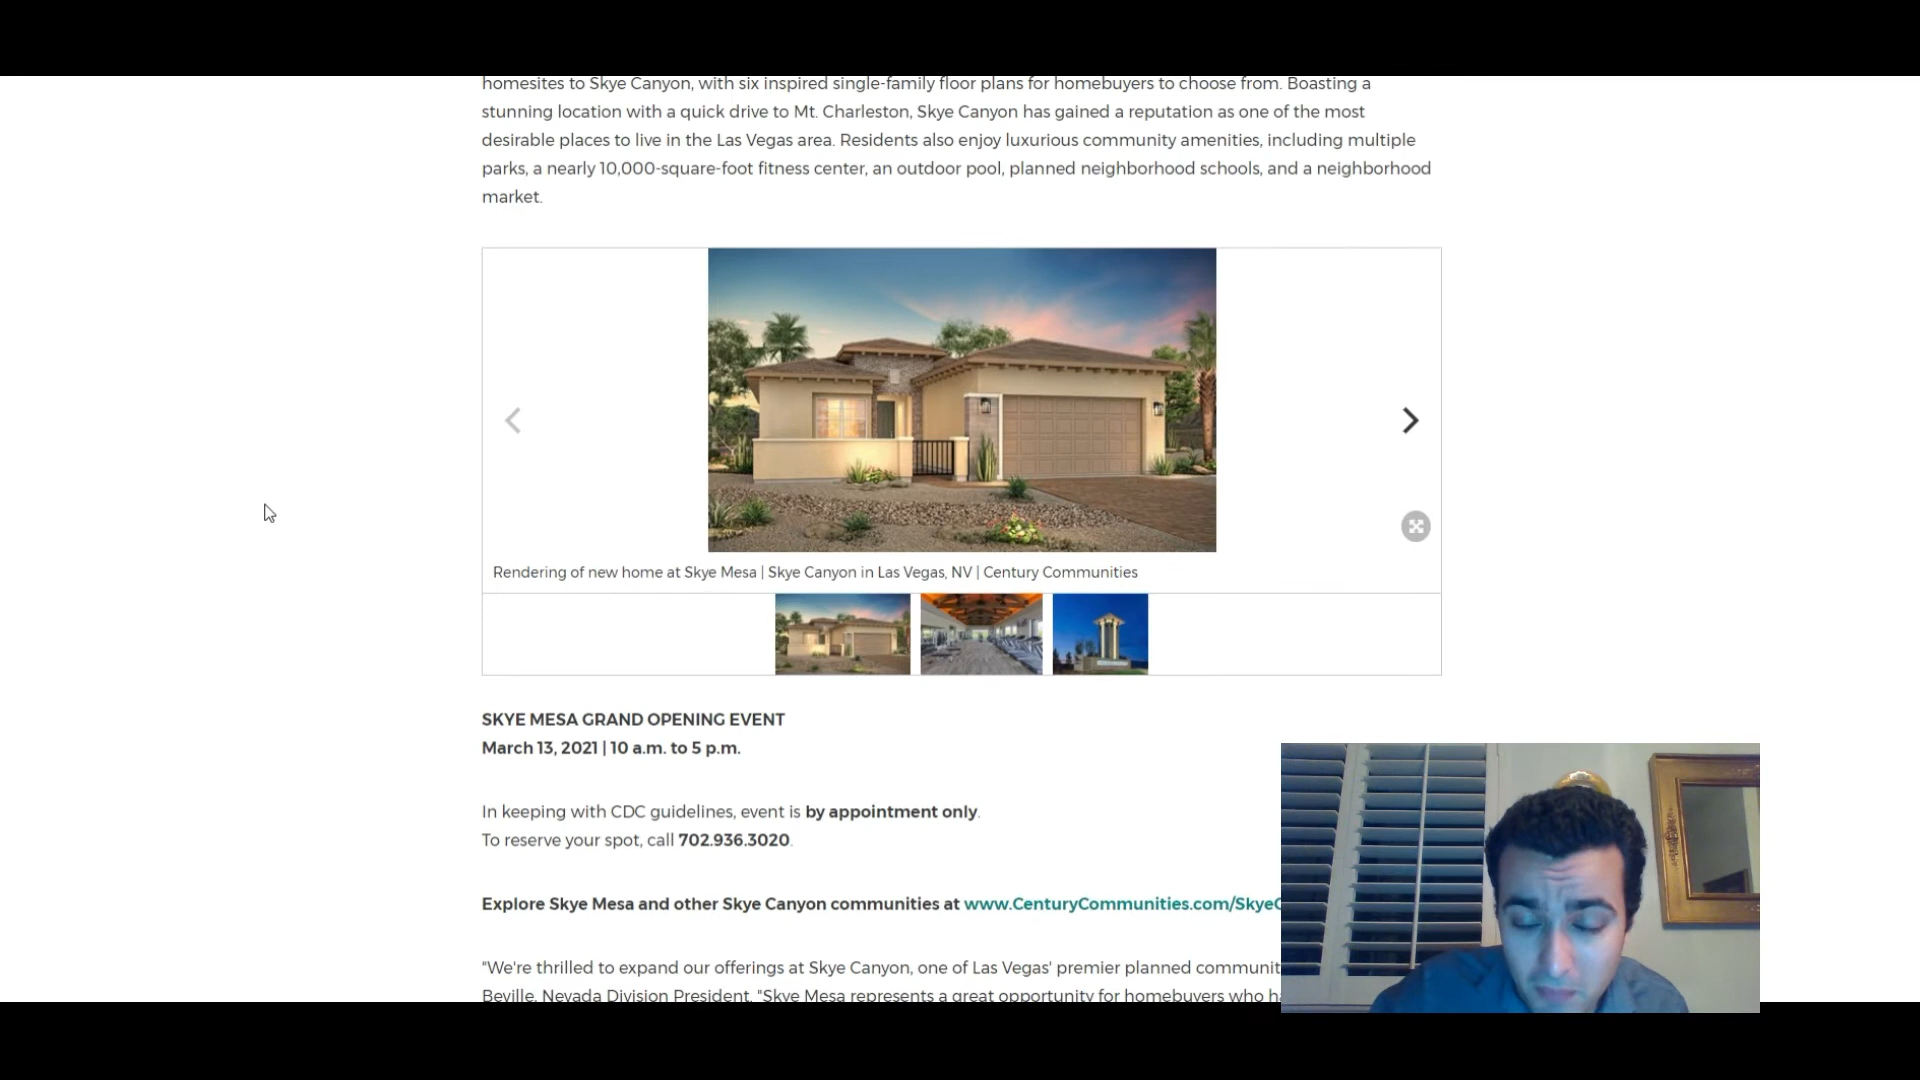 homesites to Skye Canyon, with six inspired single-family floor plans for homebuyers to choose from. Boasting a
stunning location with a quick drive to Mt. Charleston, Skye Canyon has gained a reputation as one of the most
desirable places to live in the Las Vegas area. Residents also enjoy luxurious community amenities, including multiple
parks, a nearly 10,000-square-foot fitness center, an outdoor pool, planned neighborhood schools, and a neighborhood
market.
Rendering of new home at Skye Mesa | Skye Canyon in Las Vegas, NV | Century Communities
SKYE MESA GRAND OPENING EVENT
March 13, 2021 | 10 a.m. to 5 p.m.
In keeping with CDC guidelines, event is by appointment only.
To reserve your spot, call 702.936.3020.
Explore Skye Mesa and other Skye Canyon communities at www.CenturyCommunities.com/Skye
"We're thrilled to expand our offerings at Skye Canyon, one of Las Vegas' premier planned communit
Beville, Nevada Division President. "Skye Mesa represents a great opportunity for homebuyers who